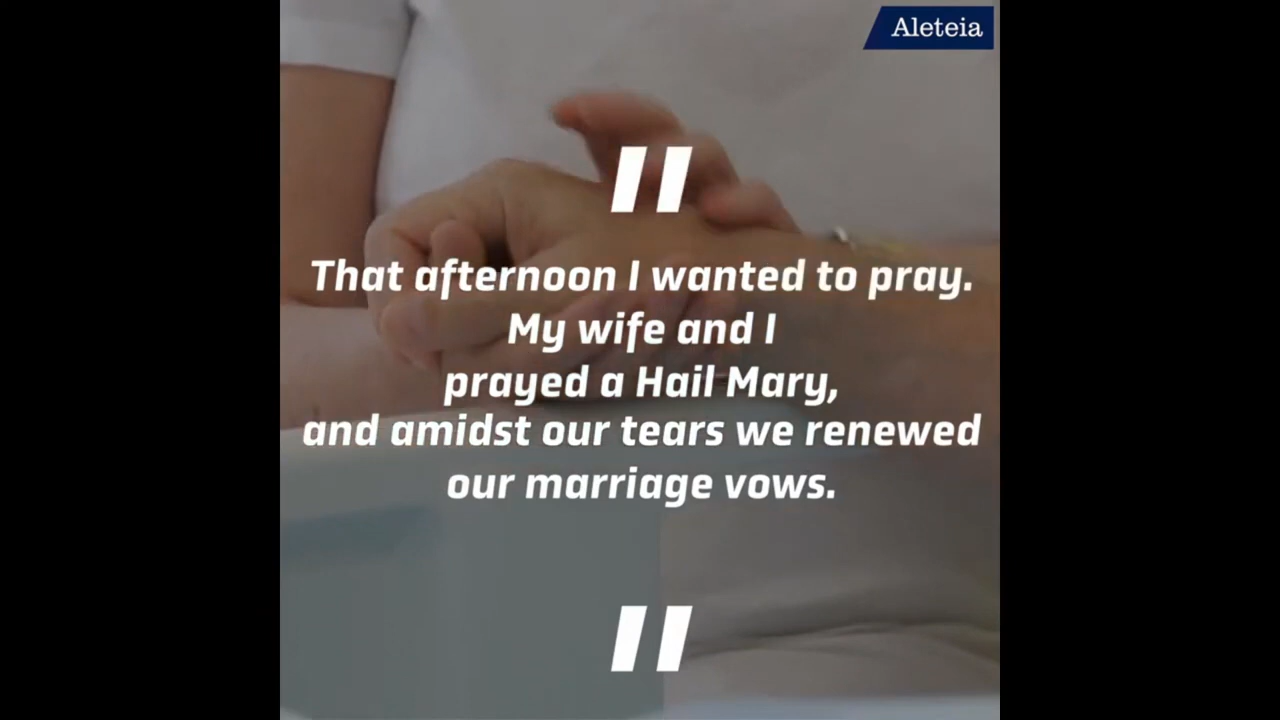 Aleteia
"
That afternoon I wanted to pray.
My wife and I
prayed a Hail Mary,
and amidst our tears we renewed
our marriage vows.
"